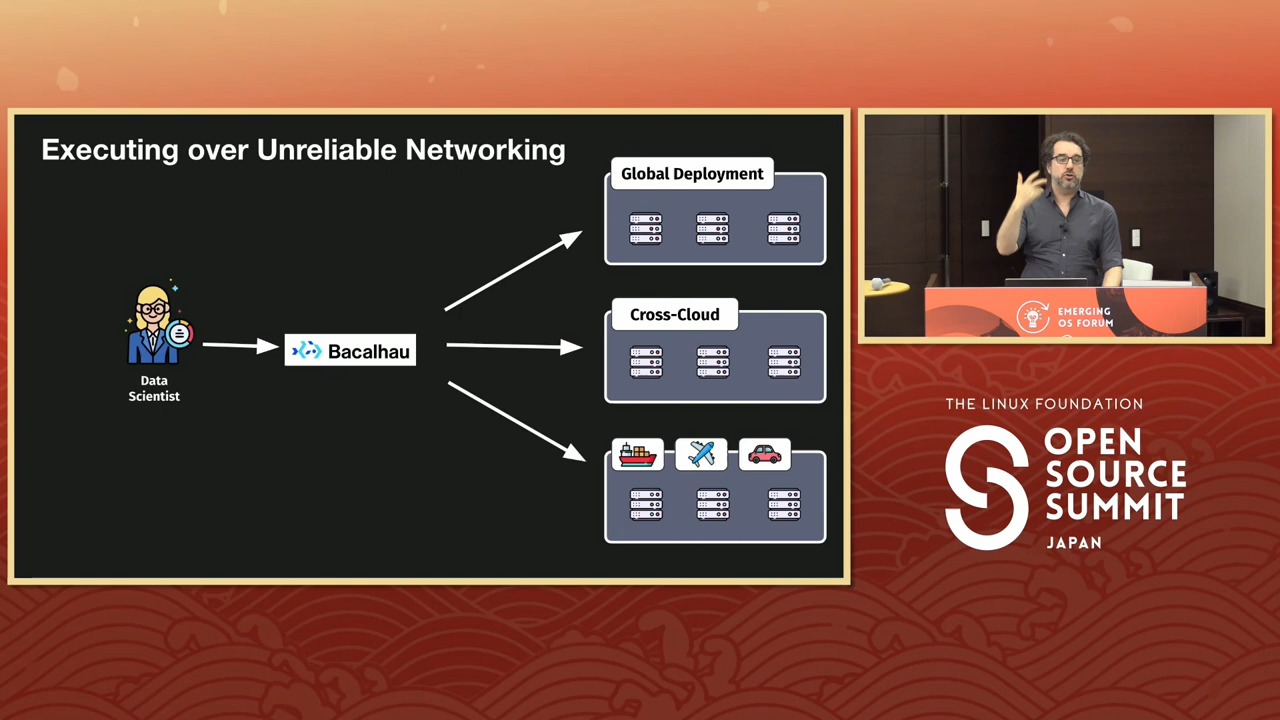 Executing over Unreliable Networking
Global Deployment
Cross-Cloud
Data
Scientist
Bacalhau
EMERGING
OS FORUM
THE LINUX FOUNDATION
OPEN
SOURCE
SUMMIT
JAPAN